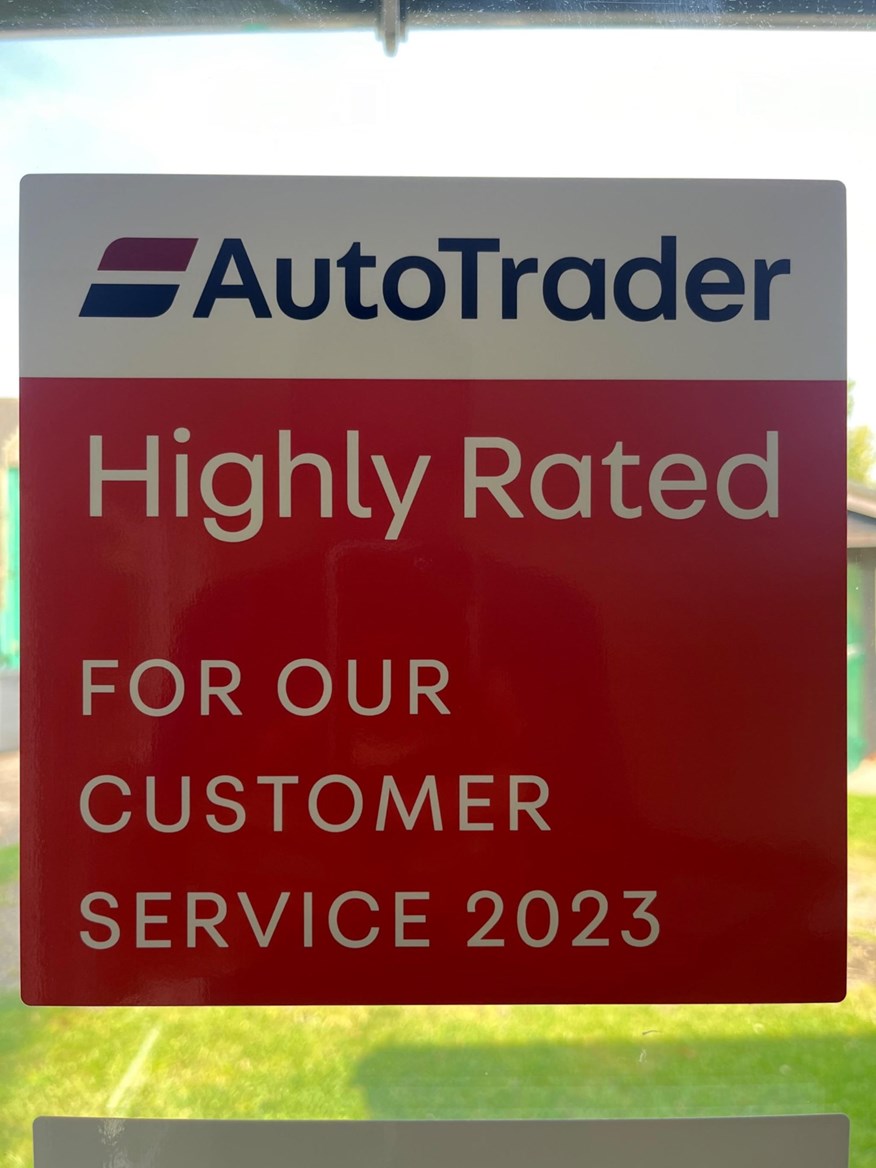 AutoTrader
Highly Rated
FOR OUR
CUSTOMER
SERVICE 2023